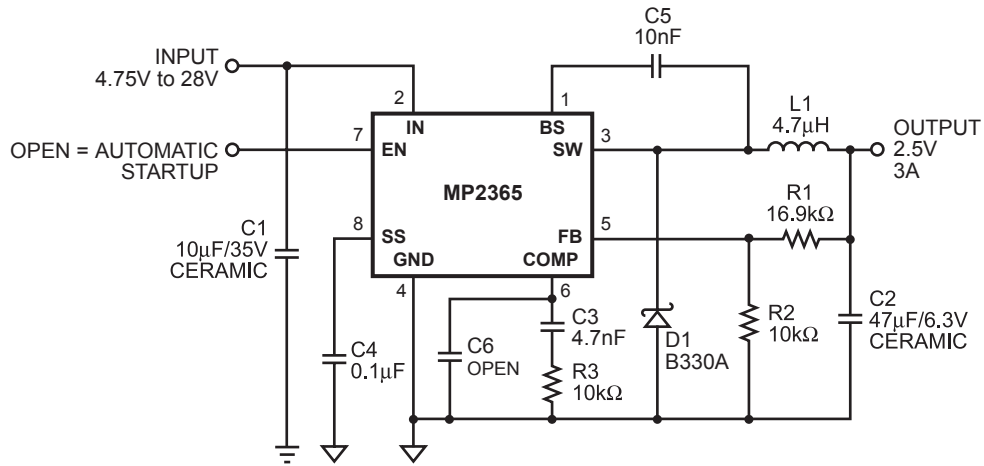 C5
10nF
INPUT
4.75V to 28V
2
1
IN
BS
L1
4.7μH
7
3
OPEN = AUTOMATIC
STARTUP
EN
SW
OUTPUT
2.5V
3A
MP2365
R1
16.9kΩ
8
5
C1
10μF/35V
CERAMIC
SS
FB
GND
COMP
4
6
C4
0.1μF
C6
OPEN
C3
4.7nF
R3
10kΩ
D1
B330A
R2
10kΩ
C2
47μF/6.3V
CERAMIC